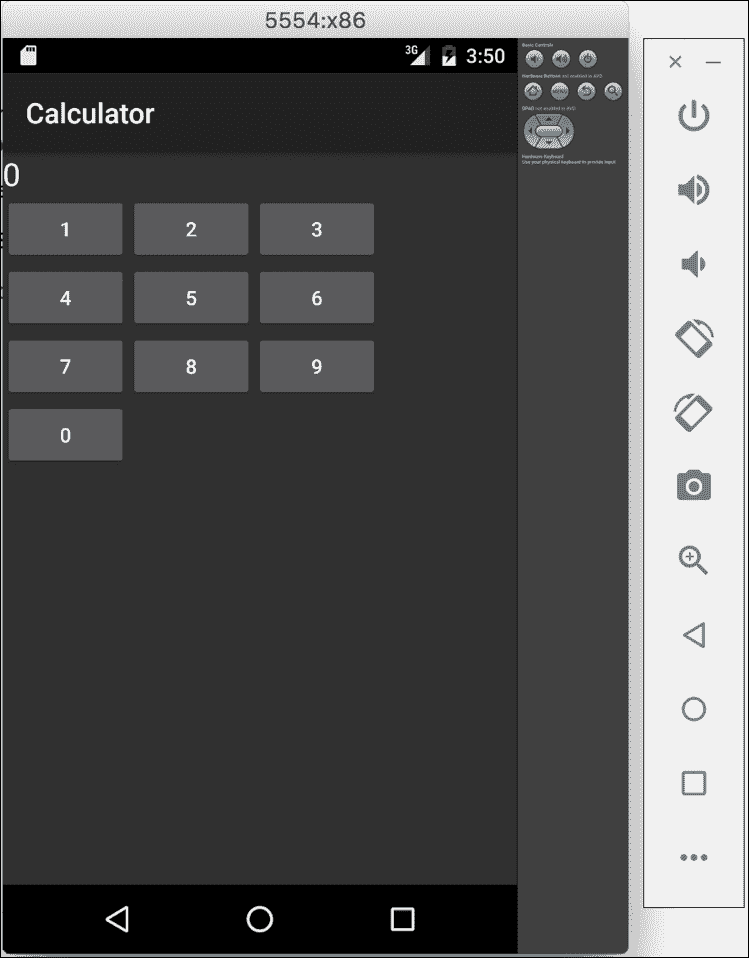 5554:x86
3G 3:50
Basic Controls
Hardware Buttons not enabled in AVD
DPAD not enabled in AVD
Hardware Keyboard
Use your physical keyboard to provide input
Calculator
0
1 2 3
4 5 6
7 8 9
0